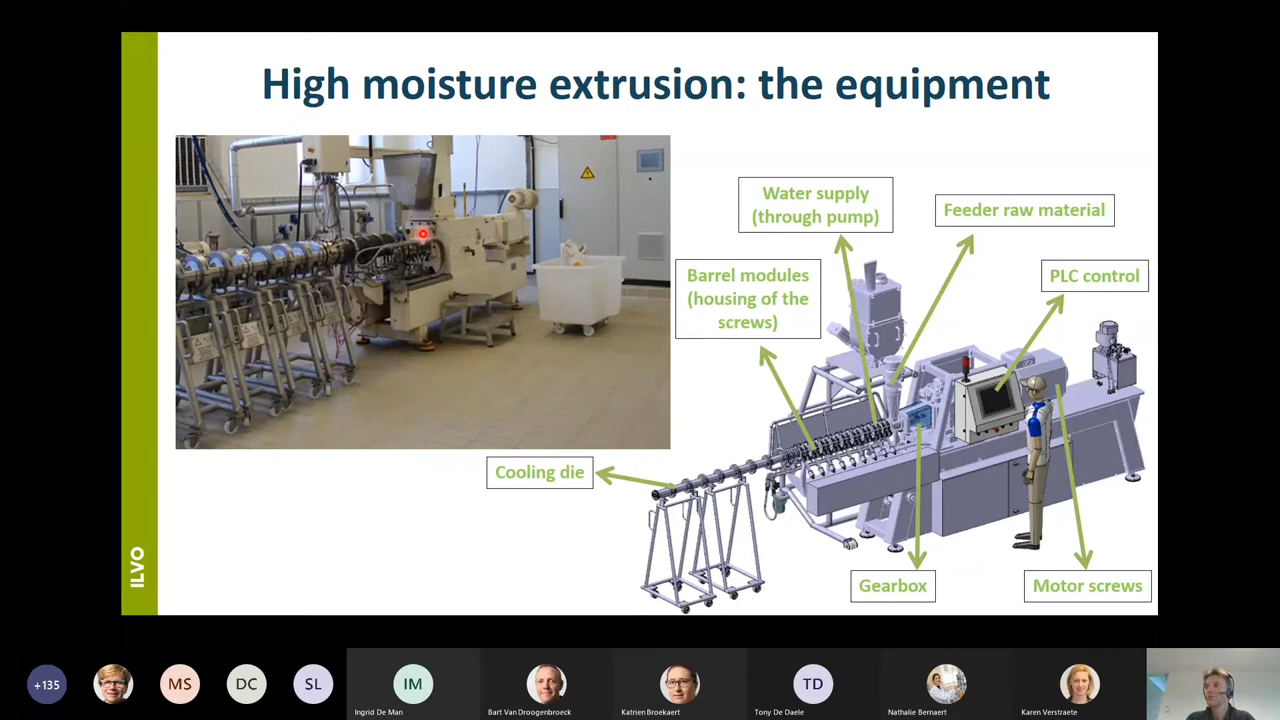 High moisture extrusion: the equipment
Water supply
(through pump)
Feeder raw material
Barrel modules
(housing of the
screws)
PLC control
Cooling die
Gearbox
Motor screws
ILVO
+135
MS
DC
SL
IM
TD
Ingrid De Man
Bart Van Droogenbroeck
Katrien Broekaert
Tony De Daele
Nathalie Bernaert
Karen Verstraete